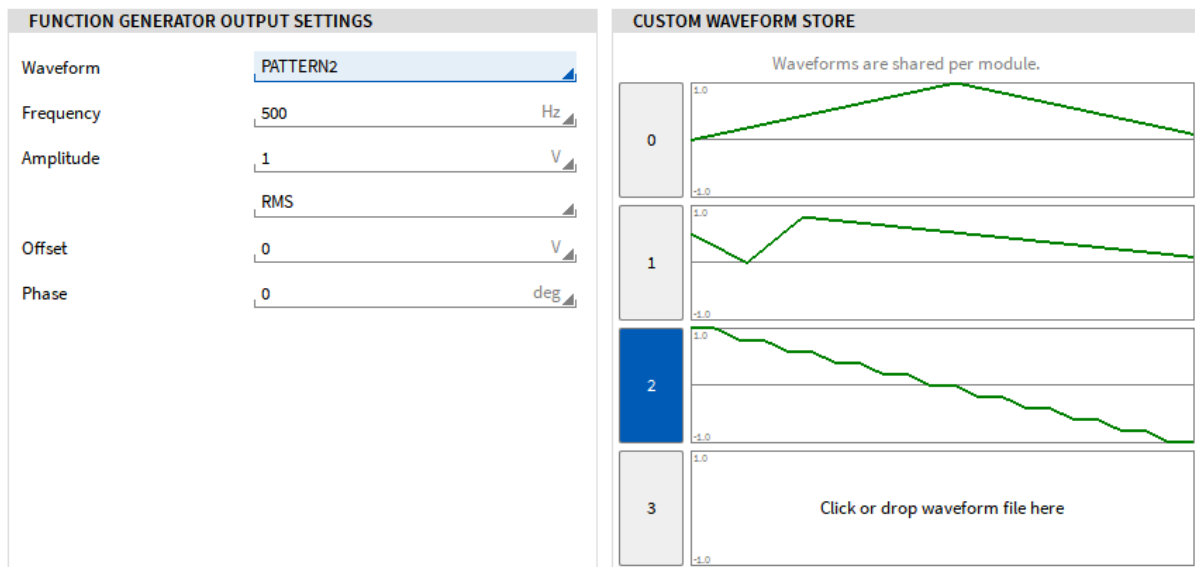 FUNCTION GENERATOR OUTPUT SETTINGS
Waveform PATTERN2
Frequency 500 Hz
Amplitude 1 V
RMS
Offset 0 V
Phase 0 deg
CUSTOM WAVEFORM STORE
Waveforms are shared per module.
1.0
0
-1.0
1.0
1
-1.0
1.0
2
-1.0
1.0
3 Click or drop waveform file here
-1.0